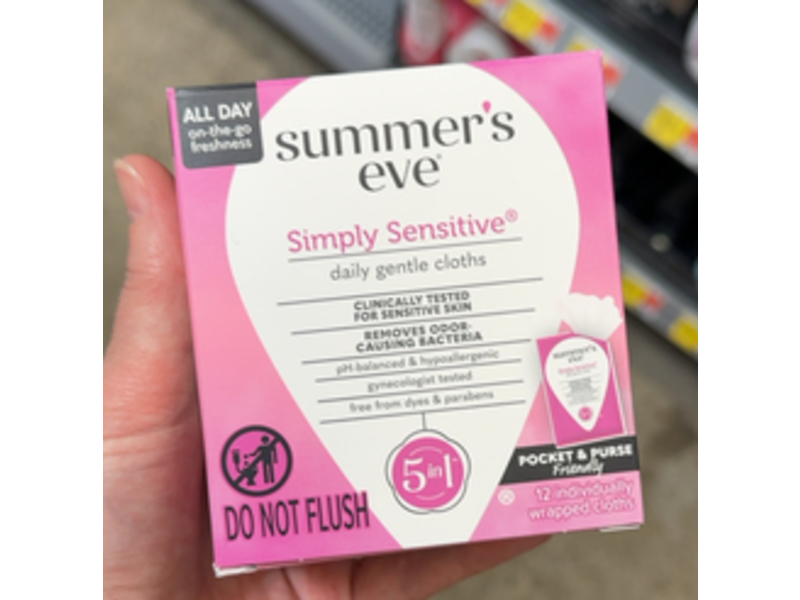 ALL DAY
on-the-go
freshness
summer's
eve®
Simply Sensitive®
daily gentle cloths
CLINICALLY TESTED
FOR SENSITIVE SKIN
REMOVES ODOR-
CAUSING BACTERIA
pH-balanced & hypoallergenic
gynecologist tested
free from dyes & parabens
5 in 1
summer's
eve
POCKET & PURSE
Friendly
12 individually
wrapped cloths
DO NOT FLUSH